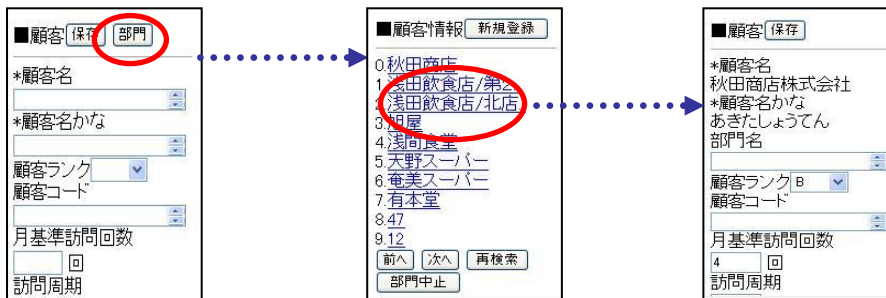 ■顧客 保存 部門
*顧客名
*顧客名かな
顧客ランク
顧客コード
月基準訪問回数
回
訪問周期
■顧客情報 新規登録
0.秋田商店
1.浅田飲食店/第2
2.浅田飲食店/北店
3.旭屋
4.浅間食堂
5.天野スーパー
6.奄美スーパー
7.有本堂
8.47
9.12
前へ 次へ 再検索
部門中止
■顧客 保存
*顧客名
秋田商店株式会社
*顧客名かな
あきたしょうてん
部門名
顧客ランク B
顧客コード
月基準訪問回数
4 回
訪問周期